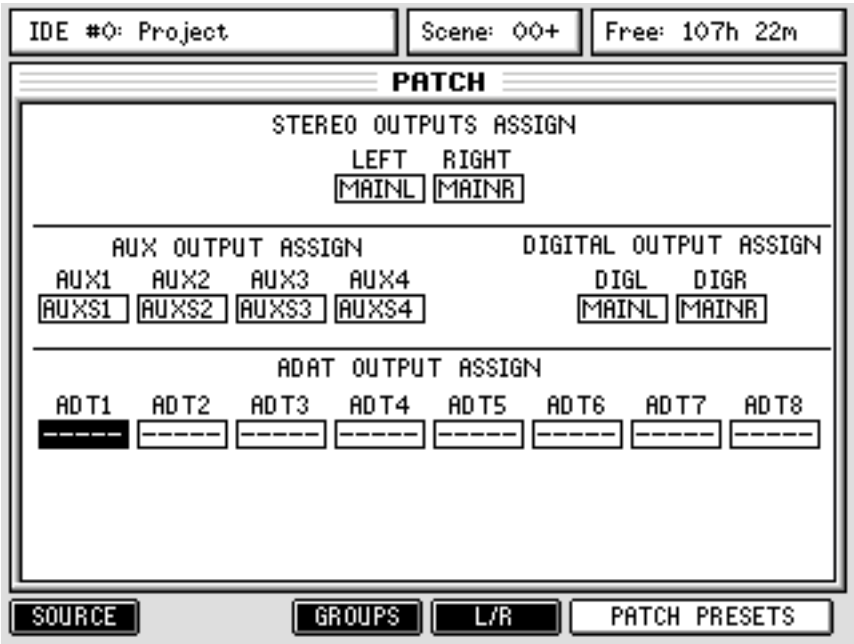 IDE #0: Project Scene: 00+ Free: 107h 22m
PATCH
STEREO OUTPUTS ASSIGN
LEFT RIGHT
MAINL MAINR
AUX OUTPUT ASSIGN DIGITAL OUTPUT ASSIGN
AUX1 AUX2 AUX3 AUX4 DIGL DIGR
AUXS1 AUXS2 AUXS3 AUXS4 MAINL MAINR
ADAT OUTPUT ASSIGN
ADT1 ADT2 ADT3 ADT4 ADT5 ADT6 ADT7 ADT8
----- ----- ----- ----- ----- ----- ----- -----
SOURCE GROUPS L/R PATCH PRESETS